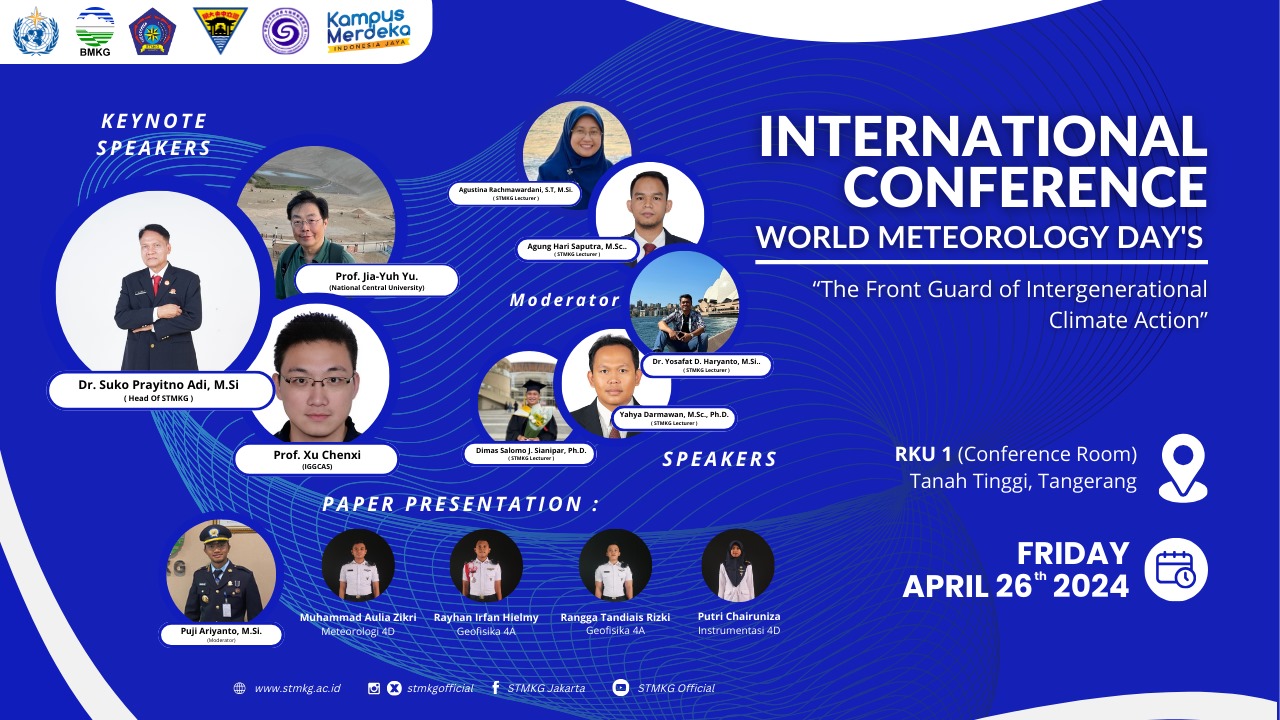 BMKG
STMKG
Kampus
Merdeka
INDONESIA JAYA
KEYNOTE
SPEAKERS
Prof. Jia-Yuh Yu.
(National Central University)
Dr. Suko Prayitno Adi, M.Si
( Head Of STMKG )
Prof. Xu Chenxi
(IGGCAS)
Agustina Rachmawardani, S.T, M.Si.
( STMKG Lecturer )
Agung Hari Saputra, M.Sc..
( STMKG Lecturer )
Moderator
Dr. Yosafat D. Haryanto, M.Si..
( STMKG Lecturer )
Yahya Darmawan, M.Sc., Ph.D.
( STMKG Lecturer )
Dimas Salomo J. Sianipar, Ph.D.
( STMKG Lecturer )
SPEAKERS
INTERNATIONAL
CONFERENCE
WORLD METEOROLOGY DAY'S
“The Front Guard of Intergenerational
Climate Action”
RKU 1 (Conference Room)
Tanah Tinggi, Tangerang
FRIDAY
APRIL 26th 2024
PAPER PRESENTATION :
Puji Ariyanto, M.Si.
(Moderator)
Muhammad Aulia Zikri
Meteorologi 4D
Rayhan Irfan Hielmy
Geofisika 4A
Rangga Tandiais Rizki
Geofisika 4A
Putri Chairuniza
Instrumentasi 4D
www.stmkg.ac.id
stmkgofficial
STMKG Jakarta
STMKG Official